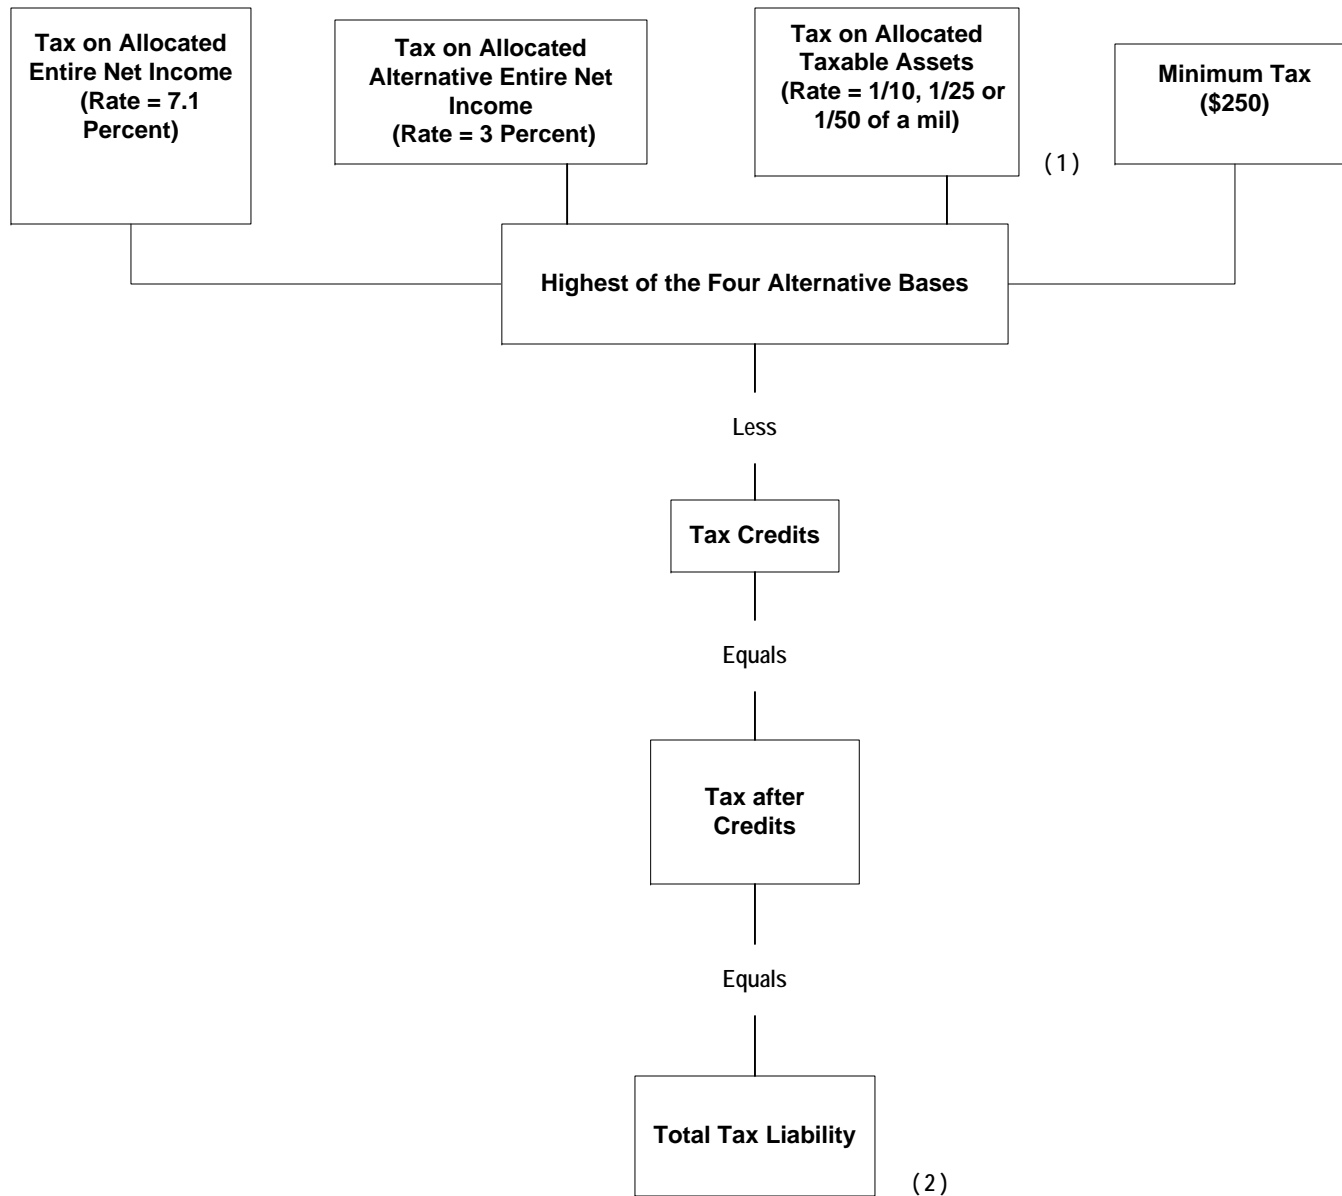 Tax on Allocated
Entire Net Income
(Rate = 7.1
Percent)
Tax on Allocated
Alternative Entire Net
Income
(Rate = 3 Percent)
Tax on Allocated
Taxable Assets
(Rate = 1/10, 1/25 or
1/50 of a mil)
(1)
Minimum Tax
($250)
Highest of the Four Alternative Bases
Less
Tax Credits
Equals
Tax after
Credits
Equals
Total Tax Liability
(2)